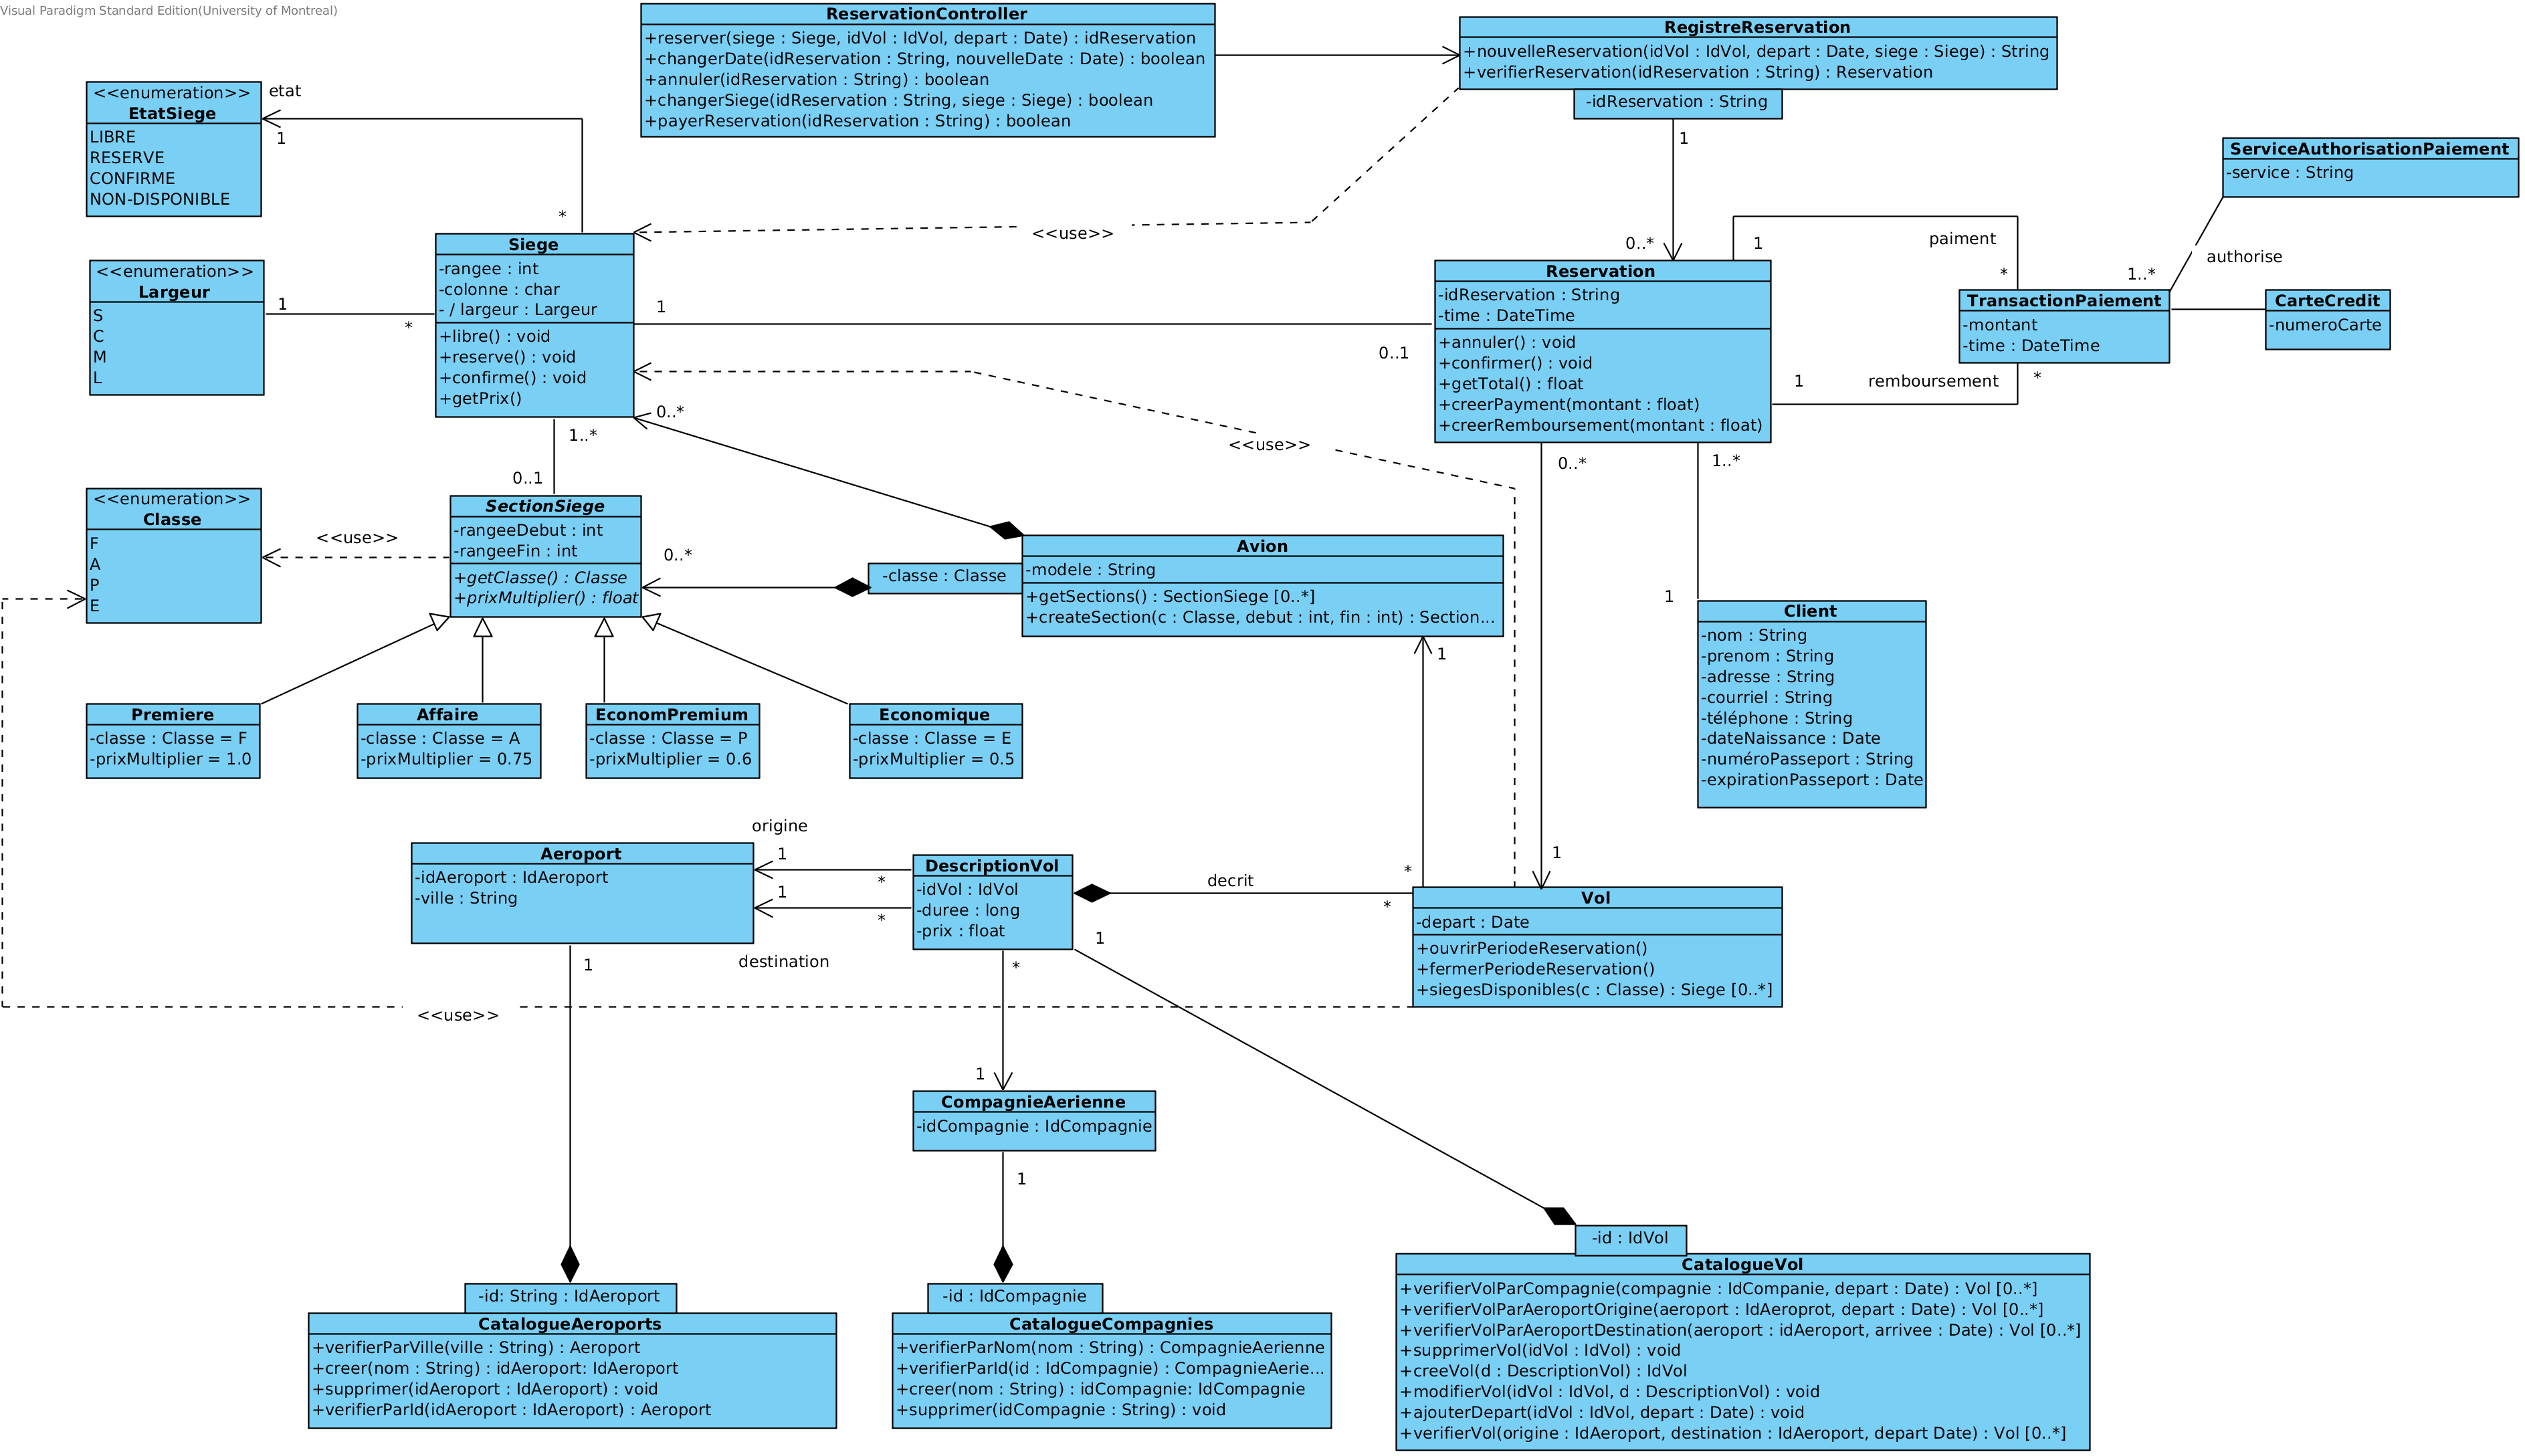 Visual Paradigm Standard Edition(University of Montreal)
ReservationController
+reserver(siege : Siege, idVol : IdVol, depart : Date) : idReservation
+changerDate(idReservation : String, nouvelleDate : Date) : boolean
+annuler(idReservation : String) : boolean
+changerSiege(idReservation : String, siege : Siege) : boolean
+payerReservation(idReservation : String) : boolean
RegistreReservation
+nouvelleReservation(idVol : IdVol, depart : Date, siege : Siege) : String
+verifierReservation(idReservation : String) : Reservation
-idReservation : String
1
<<enumeration>>
EtatSiege
LIBRE
RESERVE
CONFIRME
NON-DISPONIBLE
etat
1
*
ServiceAuthorisationPaiement
-service : String
<<use>>
0..*
1
paiment
*
1..*
authorise
<<enumeration>>
Largeur
S
C
M
L
1
*
Siege
-rangee : int
-colonne : char
- / largeur : Largeur
+libre() : void
+reserve() : void
+confirme() : void
+getPrix()
1
0..1
Reservation
-idReservation : String
-time : DateTime
+annuler() : void
+confirmer() : void
+getTotal() : float
+creerPayment(montant : float)
+creerRemboursement(montant : float)
TransactionPaiement
-montant
-time : DateTime
CarteCredit
-numeroCarte
1
remboursement
*
0..*
1..*
<<use>>
0..*
1..*
0..1
<<enumeration>>
Classe
F
A
P
E
<<use>>
SectionSiege
-rangeeDebut : int
-rangeeFin : int
+getClasse() : Classe
+prixMultiplier() : float
0..*
-classe : Classe
Avion
-modele : String
+getSections() : SectionSiege [0..*]
+createSection(c : Classe, debut : int, fin : int) : Section...
1
1
Client
-nom : String
-prenom : String
-adresse : String
-courriel : String
-téléphone : String
-dateNaissance : Date
-numéroPasseport : String
-expirationPasseport : Date
Premiere
-classe : Classe = F
-prixMultiplier = 1.0
Affaire
-classe : Classe = A
-prixMultiplier = 0.75
EconomPremium
-classe : Classe = P
-prixMultiplier = 0.6
Economique
-classe : Classe = E
-prixMultiplier = 0.5
origine
Aeroport
-idAeroport : IdAeroport
-ville : String
1
*
1
*
destination
DescriptionVol
-idVol : IdVol
-duree : long
-prix : float
decrit
*
*
1
Vol
-depart : Date
+ouvrirPeriodeReservation()
+fermerPeriodeReservation()
+siegesDisponibles(c : Classe) : Siege [0..*]
1
1
*
<<use>>
1
CompagnieAerienne
-idCompagnie : IdCompagnie
1
-id: String : IdAeroport
CatalogueAeroports
+verifierParVille(ville : String) : Aeroport
+creer(nom : String) : idAeroport: IdAeroport
+supprimer(idAeroport : IdAeroport) : void
+verifierParId(idAeroport : IdAeroport) : Aeroport
-id : IdCompagnie
CatalogueCompagnies
+verifierParNom(nom : String) : CompagnieAerienne
+verifierParId(id : IdCompagnie) : CompagnieAerie...
+creer(nom : String) : idCompagnie: IdCompagnie
+supprimer(idCompagnie : String) : void
-id : IdVol
CatalogueVol
+verifierVolParCompagnie(compagnie : IdCompanie, depart : Date) : Vol [0..*]
+verifierVolParAeroportOrigine(aeroport : IdAeroprot, depart : Date) : Vol [0..*]
+verifierVolParAeroportDestination(aeroport : idAeroport, arrivee : Date) : Vol [0..*]
+supprimerVol(idVol : IdVol) : void
+creeVol(d : DescriptionVol) : IdVol
+modifierVol(idVol : IdVol, d : DescriptionVol) : void
+ajouterDepart(idVol : IdVol, depart : Date) : void
+verifierVol(origine : IdAeroport, destination : IdAeroport, depart Date) : Vol [0..*]